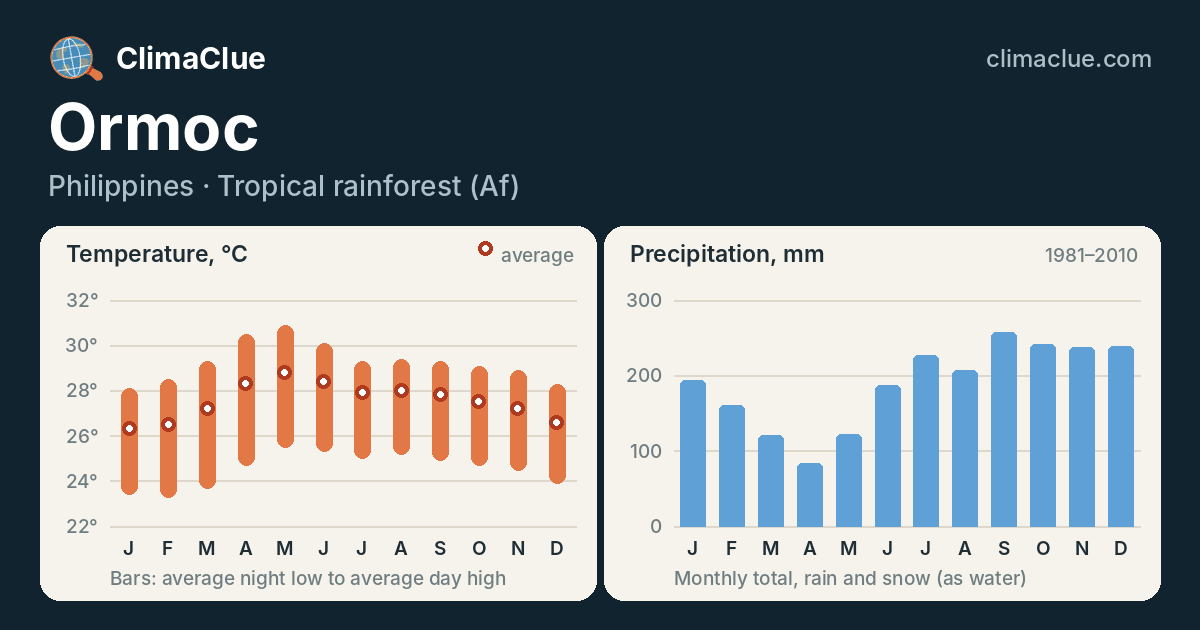 ClimaClue
climaclue.com
Ormoc
Philippines · Tropical rainforest (Af)
Temperature, °C
average
32°
30°
28°
26°
24°
22°
J F M A M J J A S O N D
Bars: average night low to average day high
Precipitation, mm
1981–2010
300
200
100
0
J F M A M J J A S O N D
Monthly total, rain and snow (as water)